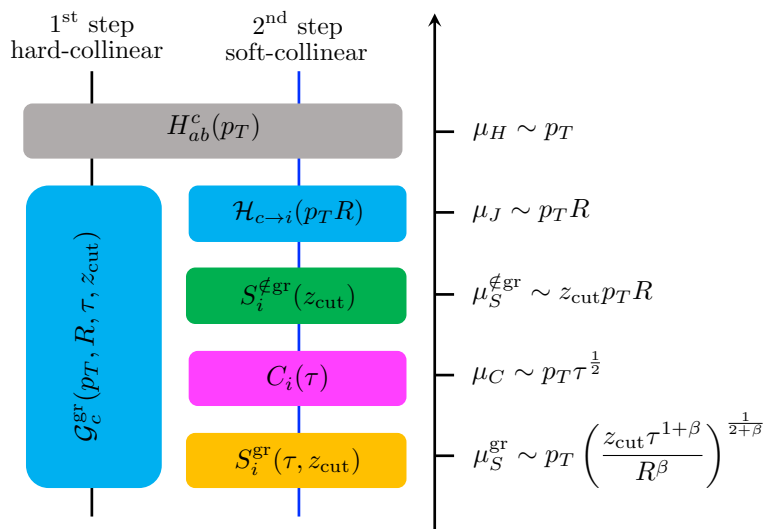 1st step
hard-collinear
2nd step
soft-collinear
H^c_{ab}(p_T)
μ_H ∼ p_T
𝒢_c^{gr}(p_T, R, τ, z_cut)
ℋ_{c→i}(p_T R)
μ_J ∼ p_T R
S_i^{∉gr}(z_cut)
μ_S^{∉gr} ∼ z_cut p_T R
C_i(τ)
μ_C ∼ p_T τ^{1/2}
S_i^{gr}(τ, z_cut)
μ_S^{gr} ∼ p_T (z_cut τ^{1+β} / R^β)^{1/(2+β)}